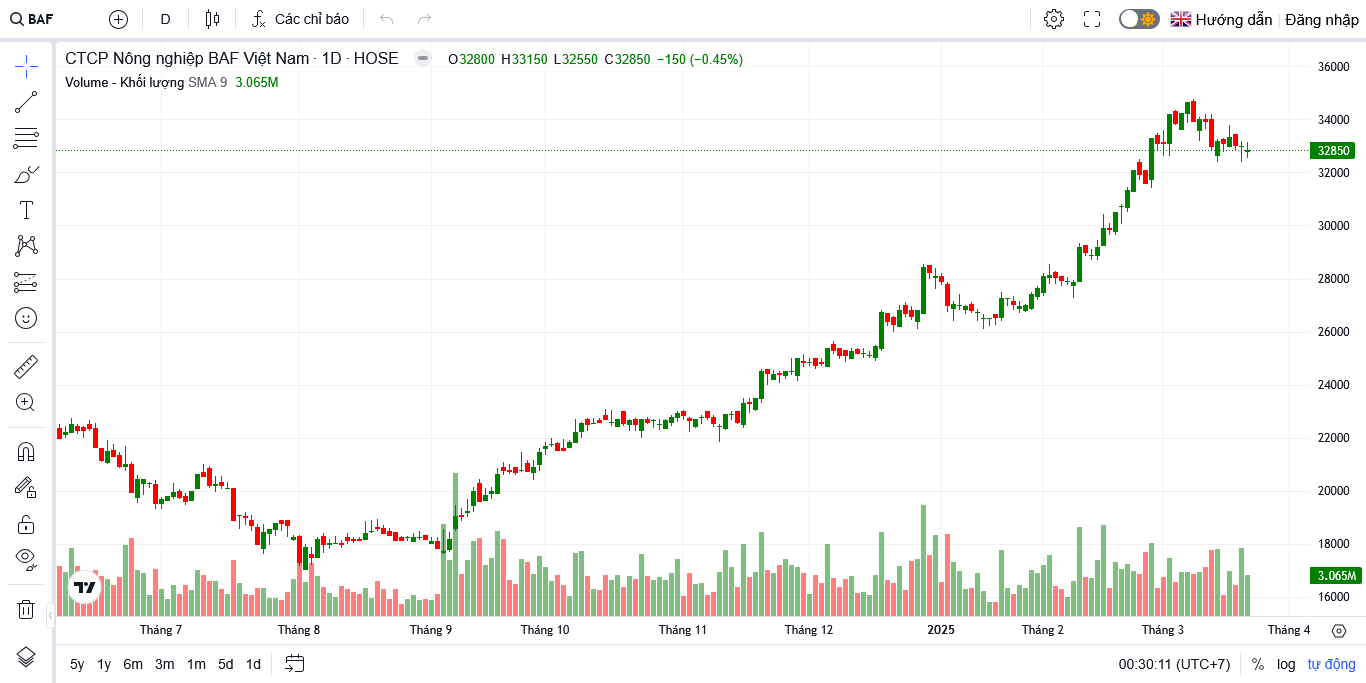 BAF D Các chỉ báo Hướng dẫn Đăng nhập
CTCP Nông nghiệp BAF Việt Nam · 1D · HOSE O32800 H33150 L32550 C32850 −150 (−0.45%)
Volume - Khối lượng SMA 9 3.065M
36000
34000
32850
32000
30000
28000
26000
24000
22000
20000
18000
3.065M
16000
Tháng 7 Tháng 8 Tháng 9 Tháng 10 Tháng 11 Tháng 12 2025 Tháng 2 Tháng 3 Tháng 4
5y 1y 6m 3m 1m 5d 1d 00:30:11 (UTC+7) % log tự động